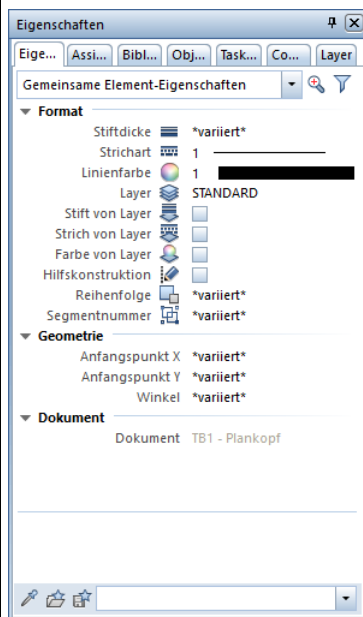 Eigenschaften
Eige... Assi... Bibl... Obj... Task... Co... Layer
Gemeinsame Element-Eigenschaften
Format
Stiftdicke *variiert*
Strichart 1
Linienfarbe 1
Layer STANDARD
Stift von Layer
Strich von Layer
Farbe von Layer
Hilfskonstruktion
Reihenfolge *variiert*
Segmentnummer *variiert*
Geometrie
Anfangspunkt X *variiert*
Anfangspunkt Y *variiert*
Winkel *variiert*
Dokument
Dokument TB1 - Plankopf